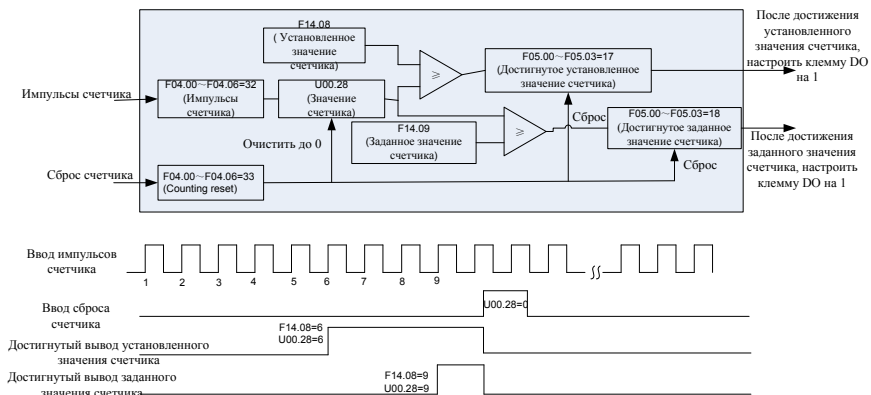 F14.08
( Установленное
значение
счетчика)
F04.00～F04.06=32
(Импульсы
счетчика)
U00.28
(Значение
счетчика)
⩾
F05.00～F05.03=17
(Достигнутое установленное
значение счетчика)
После достижения
установленного
значения счетчика,
настроить клемму DO
на 1
Импульсы счетчика
Очистить до 0
F14.09
(Заданное значение
счетчика)
⩾
Сброс
F05.00～F05.03=18
(Достигнутое заданное
значение счетчика)
Сброс
После достижения
заданного значения
счетчика, настроить
клемму DO на 1
Сброс счетчика
F04.00～F04.06=33
(Counting reset)
Ввод импульсов
счетчика
1 2 3 4 5 6 7 8 9
Ввод сброса
счетчика
U00.28=0
Достигнутый вывод установленного
значения счетчика
F14.08=6
U00.28=6
Достигнутый вывод заданного
значения счетчика
F14.08=9
U00.28=9